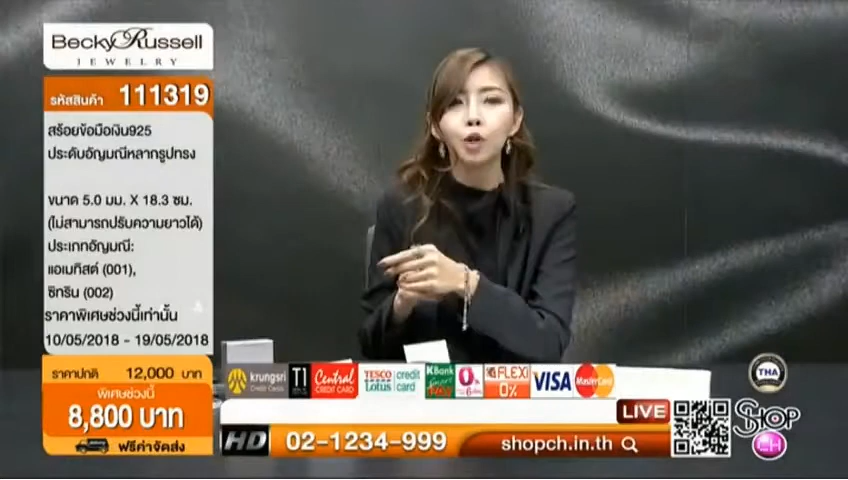 Becky Russell
JEWELRY
รหัสสินค้า 111319
สร้อยข้อมือเงิน925
ประดับอัญมณีหลากรูปทรง
ขนาด 5.0 มม. X 18.3 ซม.
(ไม่สามารถปรับความยาวได้)
ประเภทอัญมณี:
แอเมทิสต์ (001),
ซิทริน (002)
ราคาพิเศษช่วงนี้เท่านั้น
10/05/2018 - 19/05/2018
ราคาปกติ 12,000 บาท
พิเศษช่วงนี้
8,800 บาท
ฟรีค่าจัดส่ง
krungsri
Credit Cards
T1
Central
CREDIT CARD
TESCO
Lotus
credit
card
KBank
0%
FLEXI
0%
VISA
MasterCard
LIVE
HD 02-1234-999 shopch.in.th
THA
SHOP
CH